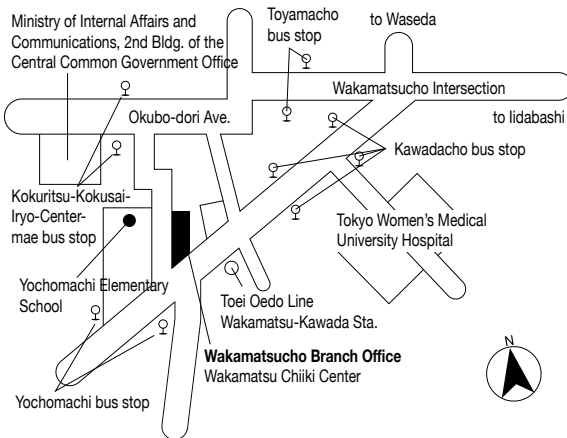 Ministry of Internal Affairs and
Communications, 2nd Bldg. of the
Central Common Government Office
Toyamacho
bus stop
to Waseda
Wakamatsucho Intersection
Okubo-dori Ave.
to Iidabashi
Kawadacho bus stop
Kokuritsu-Kokusai-
Iryo-Center-
mae bus stop
Tokyo Women's Medical
University Hospital
Yochomachi Elementary
School
Toei Oedo Line
Wakamatsu-Kawada Sta.
Wakamatsucho Branch Office
Wakamatsu Chiiki Center
Yochomachi bus stop
N